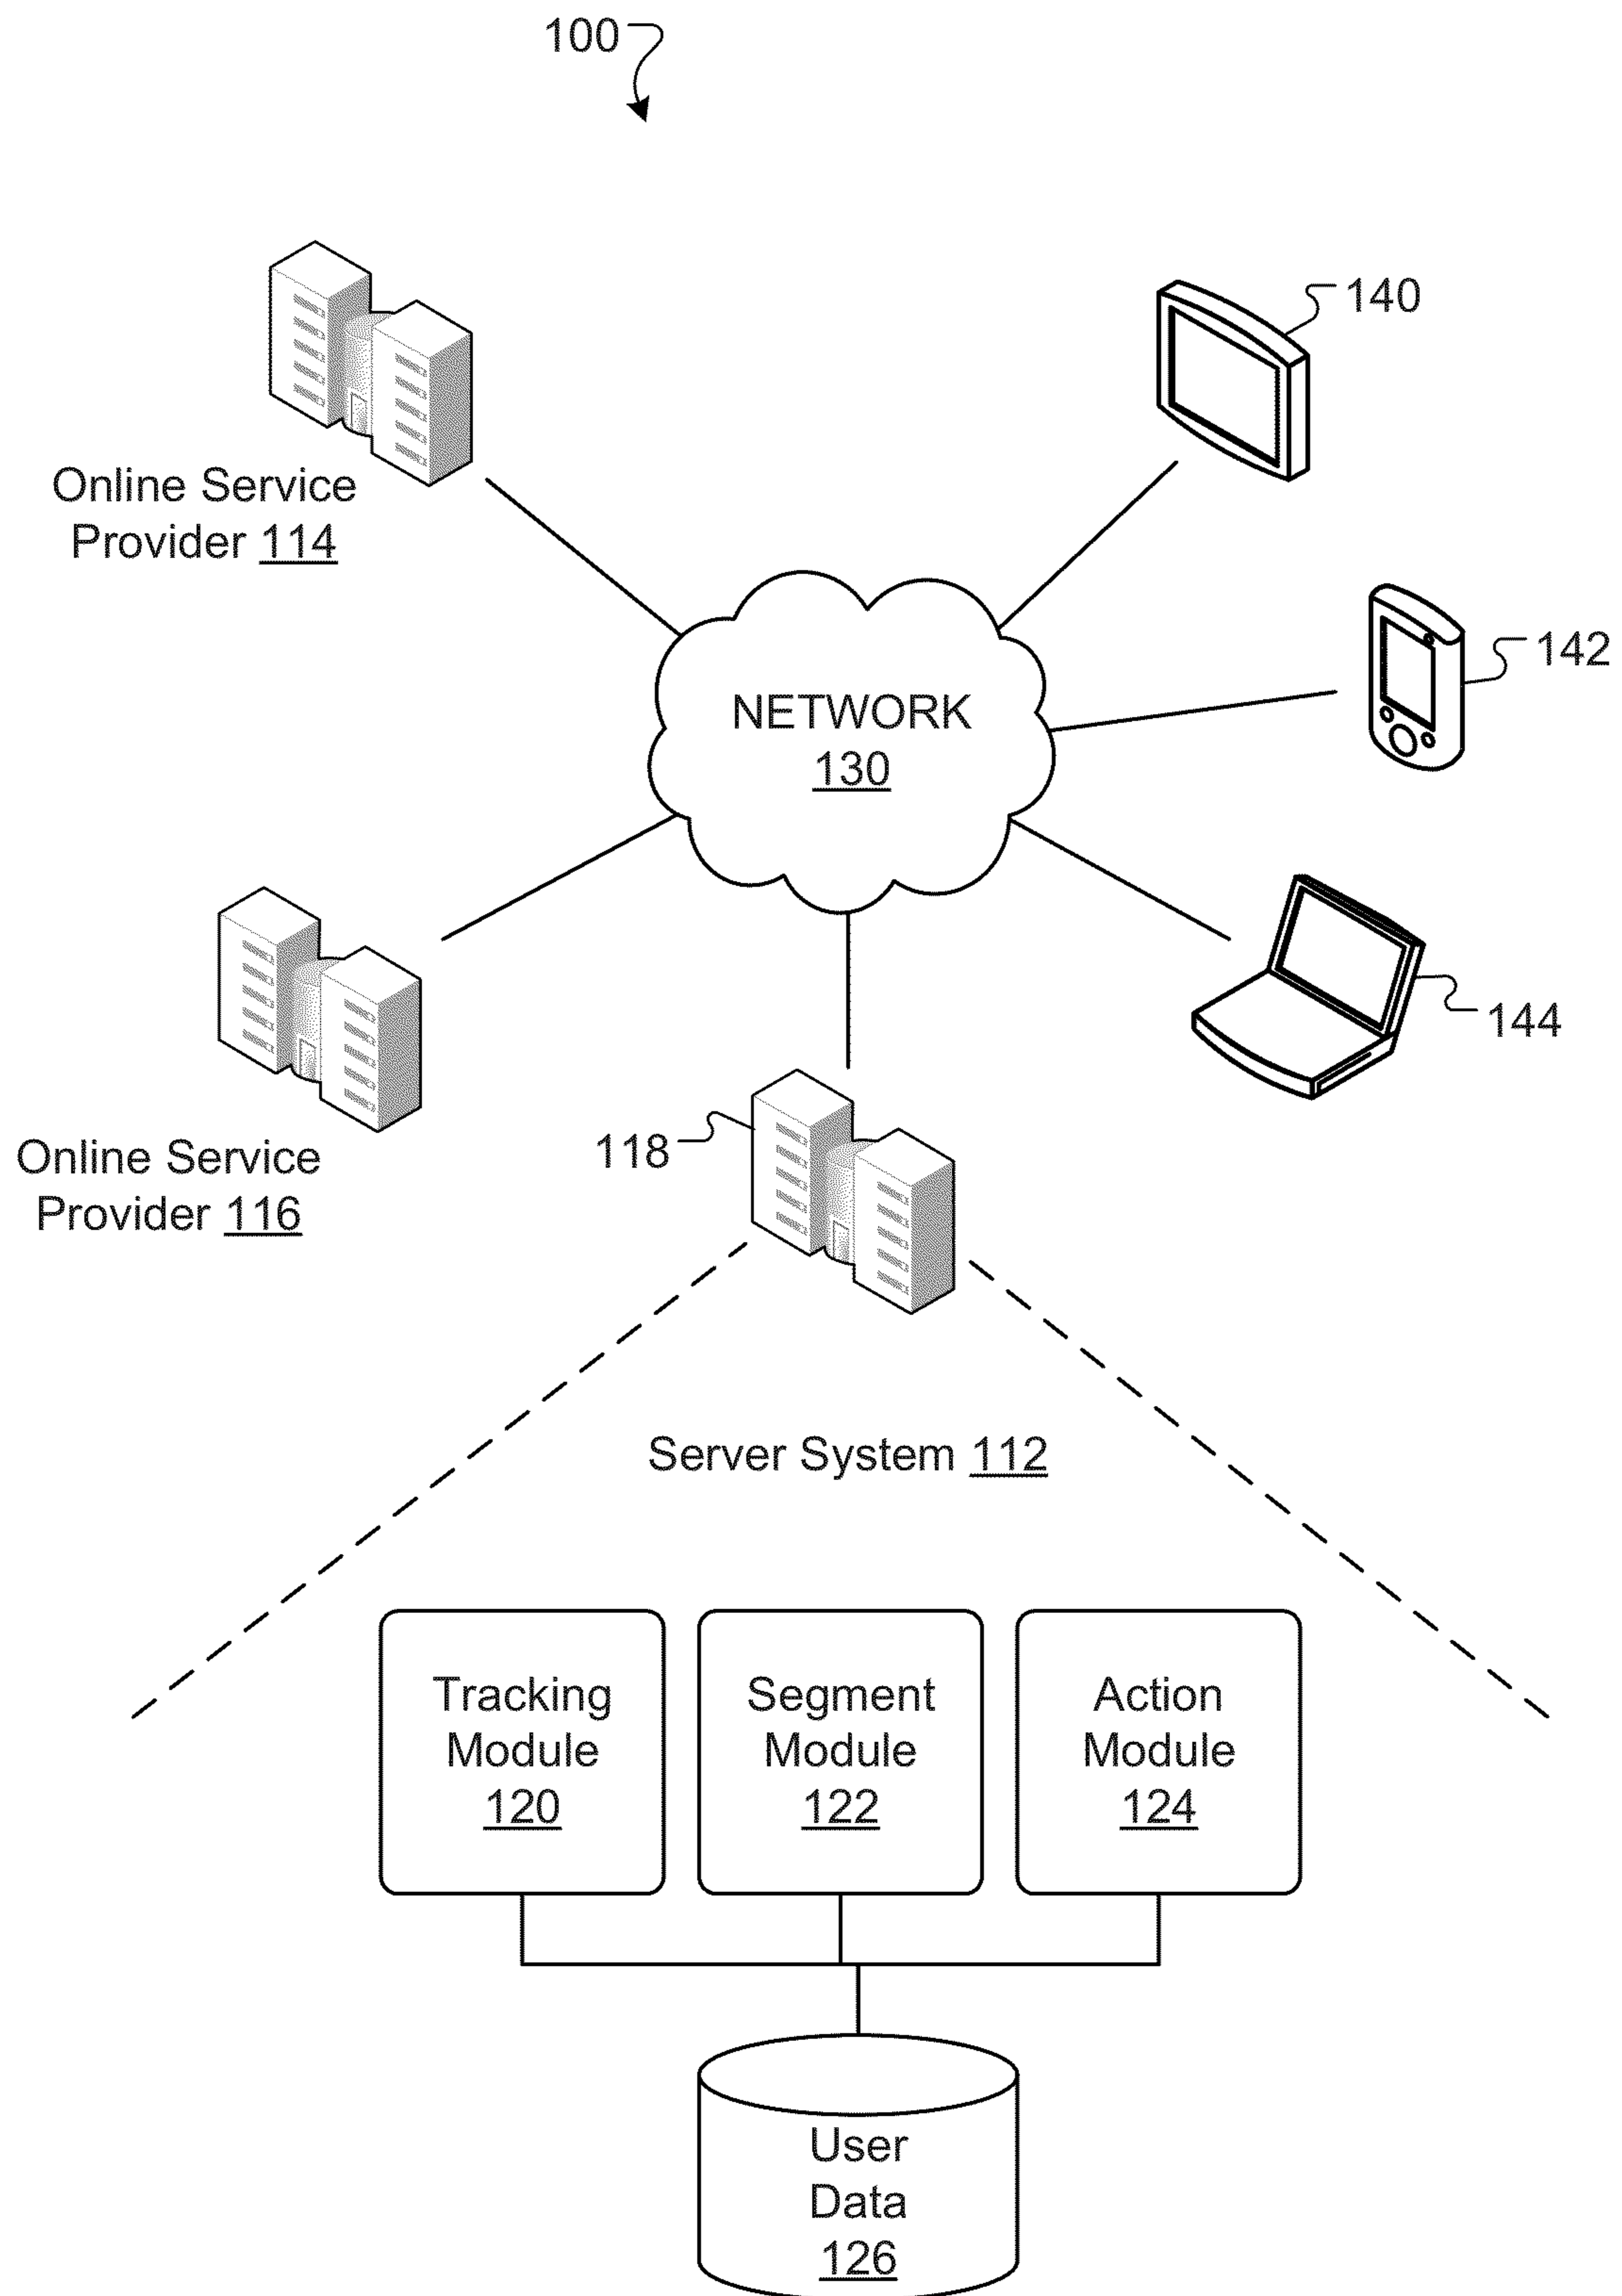 100
140
Online Service
Provider 114
142
NETWORK
130
144
118
Online Service
Provider 116
Server System 112
Tracking
Module
120
Segment
Module
122
Action
Module
124
User
Data
126